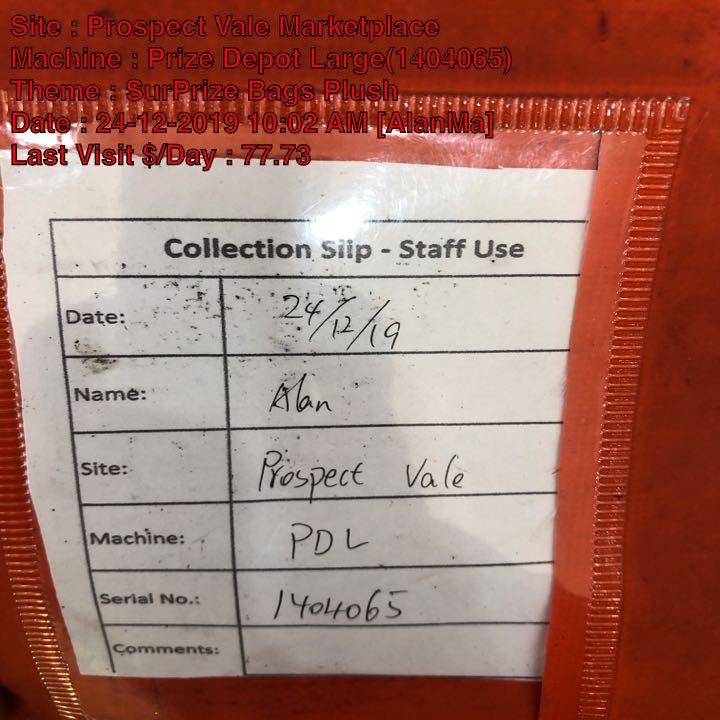 Site : Prospect Vale Marketplace
Machine : Prize Depot Large(1404065)
Theme : SurPrize Bags Plush
Date : 24-12-2019 10:02 AM [AlanMa]
Last Visit $/Day : 77.73
Collection Slip - Staff Use
Date: 24/12/19
Name: Alan
Site: Prospect Vale
Machine: PDL
Serial No.: 1404065
Comments: